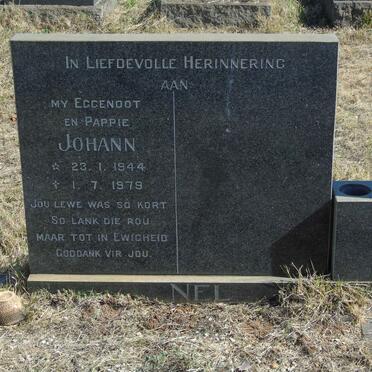 IN LIEFDEVOLLE HERINNERING
AAN
MY EGGENOOT
EN PAPPIE
JOHANN
* 23. 1. 1944
† 1. 7. 1979
JOU LEWE WAS SO KORT
SO LANK DIE ROU
MAAR TOT IN EWIGHEID
GODDANK VIR JOU.
NEL